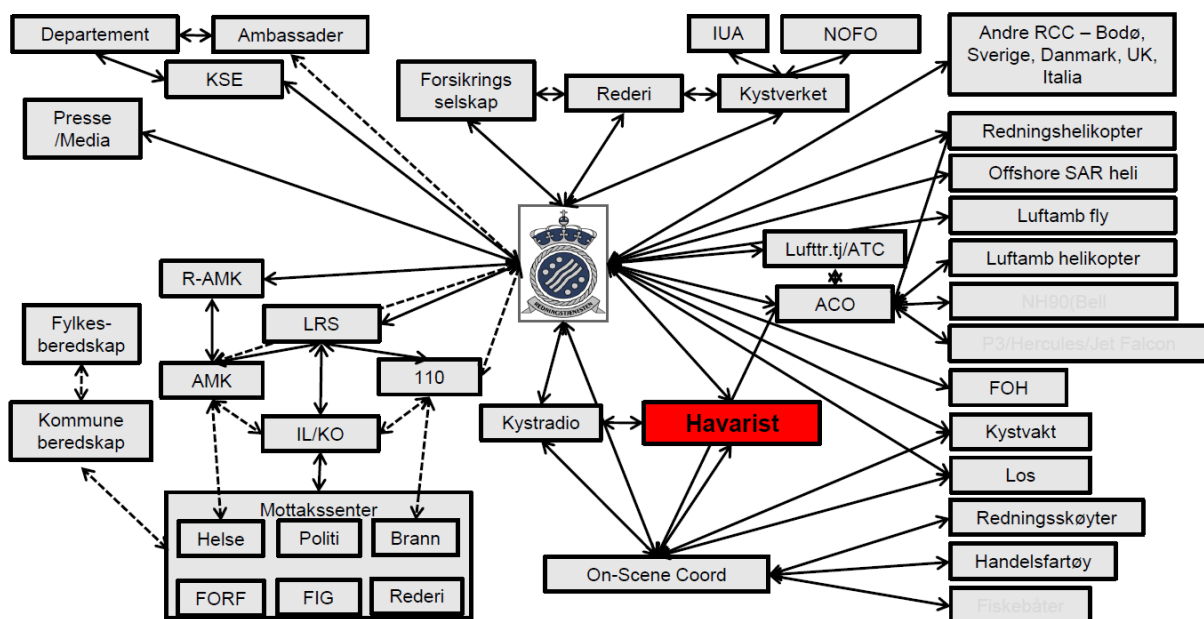 Departement
Ambassader
KSE
Presse
/Media
Forsikrings
selskap
Rederi
IUA
NOFO
Kystverket
Andre RCC – Bodø,
Sverige, Danmark, UK,
Italia
Redningshelikopter
Offshore SAR heli
Luftamb fly
Lufttr.tj/ATC
Luftamb helikopter
ACO
NH90(Bell
P3/Hercules/Jet Falcon
REDNINGSTJENESTEN
R-AMK
LRS
Fylkes-
beredskap
AMK
110
FOH
Kommune
beredskap
IL/KO
Kystradio
Havarist
Kystvakt
Los
Mottakssenter
Helse
Politi
Brann
FORF
FIG
Rederi
On-Scene Coord
Redningsskøyter
Handelsfartøy
Fiskebåter